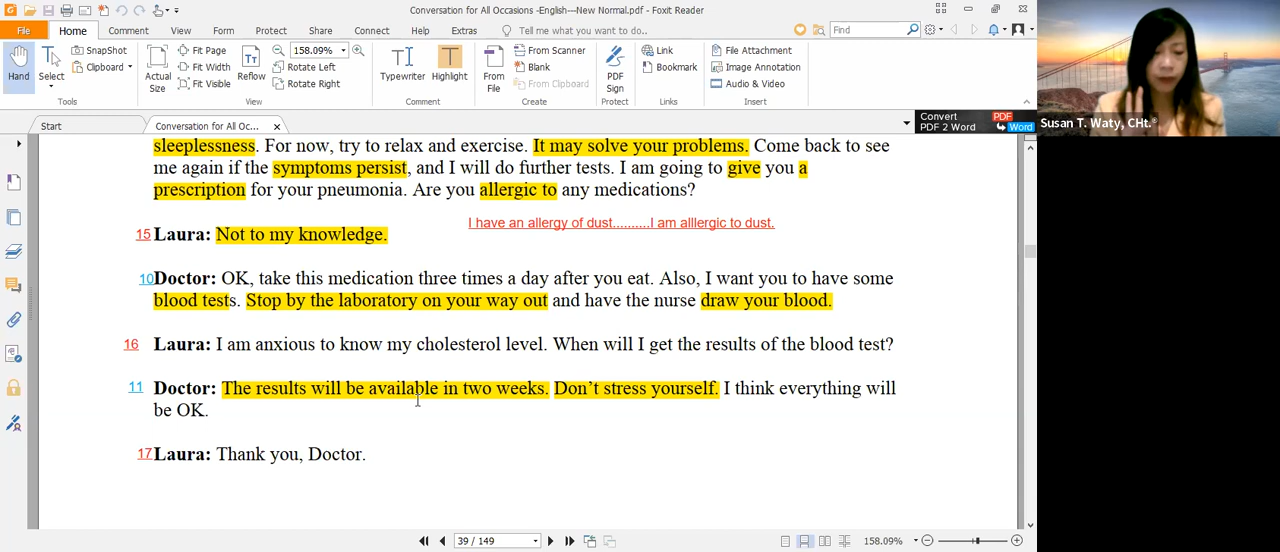 Conversation for All Occasions -English---New Normal.pdf - Foxit Reader
File Home Comment View Form Protect Share Connect Help Extras Tell me what you want to do.. Find
Hand
Select
SnapShot
Clipboard
Actual Size
Fit Page
Fit Width
Fit Visible
Reflow
158.09%
Rotate Left
Rotate Right
Typewriter
Highlight
From File
From Scanner
Blank
From Clipboard
PDF Sign
Link
Bookmark
File Attachment
Image Annotation
Audio & Video
Tools View Comment Create Protect Links Insert
Start
Conversation for All Oc...
Convert PDF
PDF 2 Word Word
Susan T. Waty, CHt.®
sleeplessness. For now, try to relax and exercise. It may solve your problems. Come back to see
me again if the symptoms persist, and I will do further tests. I am going to give you a
prescription for your pneumonia. Are you allergic to any medications?
I have an allergy of dust..........I am alllergic to dust.
15 Laura: Not to my knowledge.
10 Doctor: OK, take this medication three times a day after you eat. Also, I want you to have some
blood tests. Stop by the laboratory on your way out and have the nurse draw your blood.
16 Laura: I am anxious to know my cholesterol level. When will I get the results of the blood test?
11 Doctor: The results will be available in two weeks. Don't stress yourself. I think everything will
be OK.
17 Laura: Thank you, Doctor.
39 / 149
158.09%